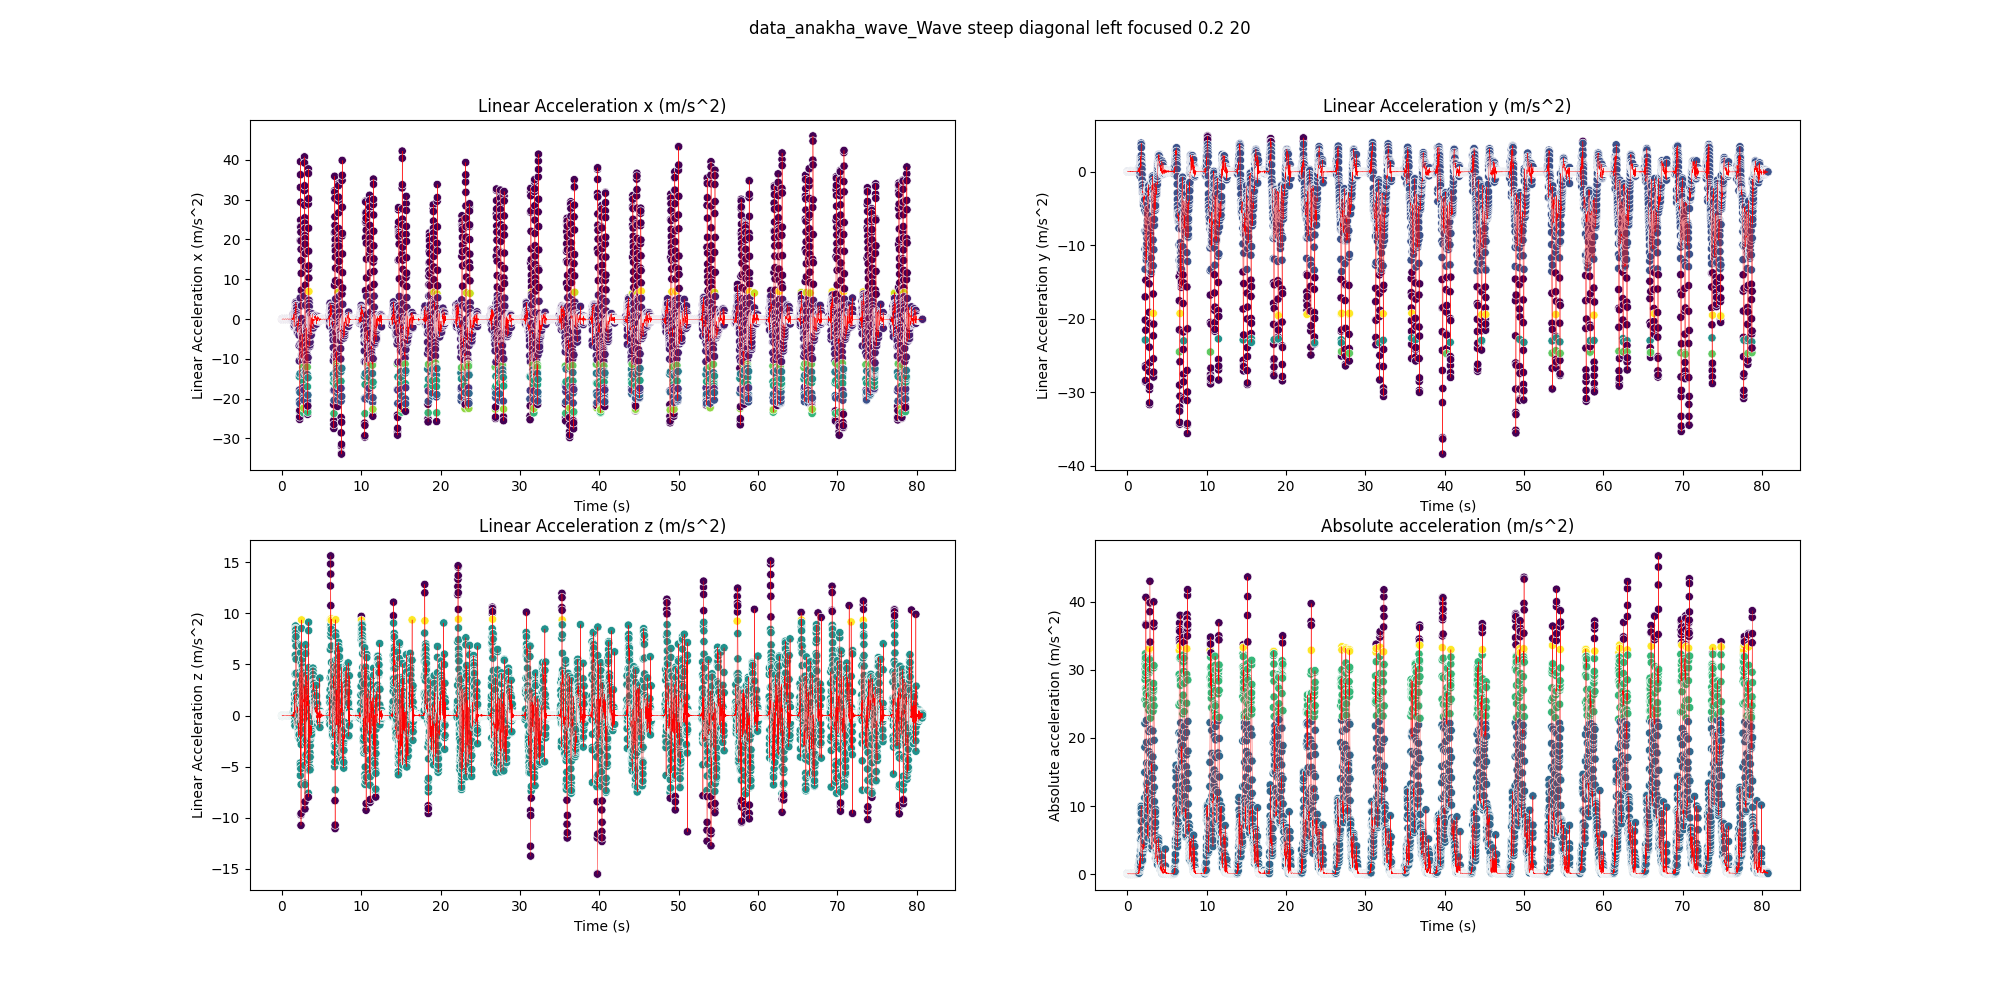 data_anakha_wave_Wave steep diagonal left focused 0.2 20
Linear Acceleration x (m/s^2)
Linear Acceleration x (m/s^2)
40
30
20
10
0
−10
−20
−30
0 10 20 30 40 50 60 70 80
Time (s)
Linear Acceleration y (m/s^2)
Linear Acceleration y (m/s^2)
0
−10
−20
−30
−40
0 10 20 30 40 50 60 70 80
Time (s)
Linear Acceleration z (m/s^2)
Linear Acceleration z (m/s^2)
15
10
5
0
−5
−10
−15
0 10 20 30 40 50 60 70 80
Time (s)
Absolute acceleration (m/s^2)
Absolute acceleration (m/s^2)
40
30
20
10
0
0 10 20 30 40 50 60 70 80
Time (s)